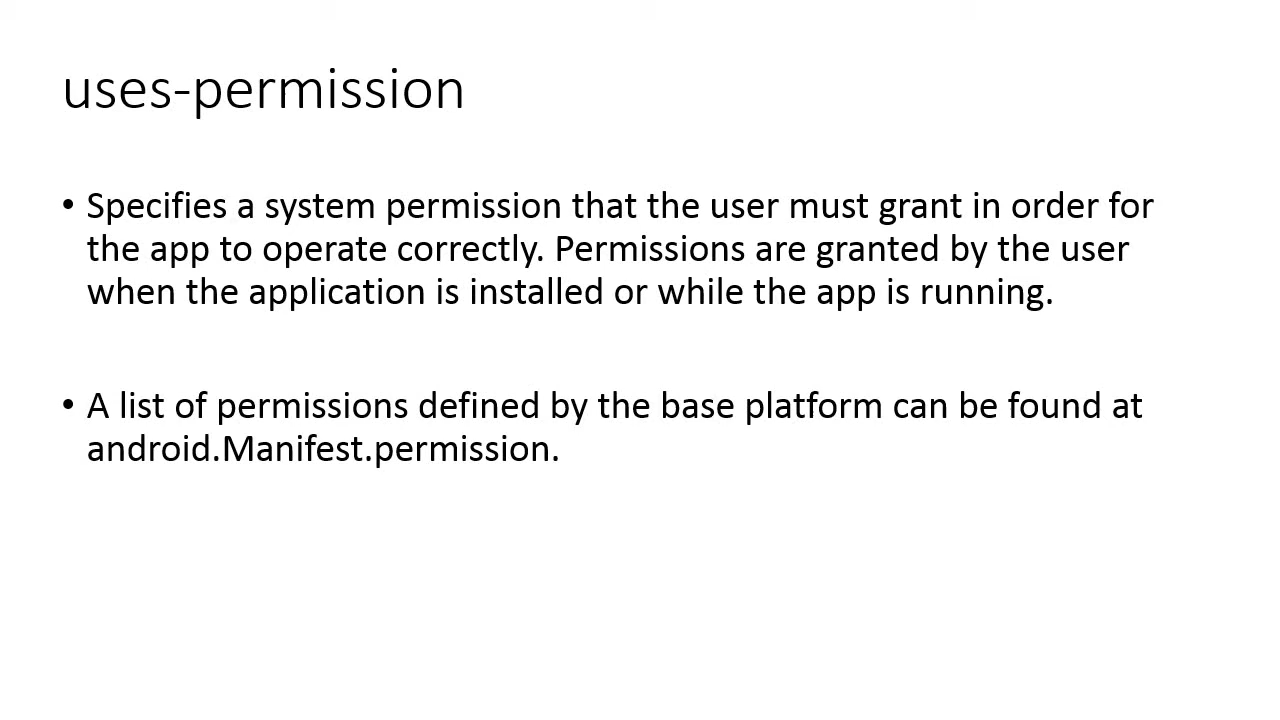 uses-permission
• Specifies a system permission that the user must grant in order for
the app to operate correctly. Permissions are granted by the user
when the application is installed or while the app is running.
• A list of permissions defined by the base platform can be found at
android.Manifest.permission.